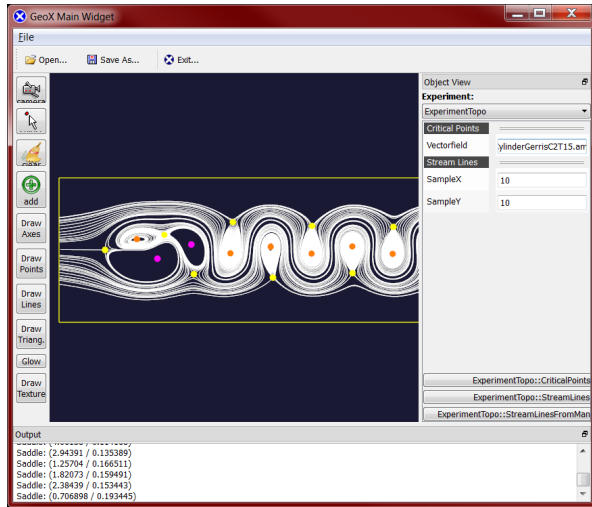 GeoX Main Widget
File
Open...
Save As...
Exit...
camera
clear
add
Draw
Axes
Draw
Points
Draw
Lines
Draw
Triang.
Glow
Draw
Texture
Object View
Experiment:
ExperimentTopo
Critical Points
Vectorfield
ylinderGerrisC2T15.am
Stream Lines
SampleX 10
SampleY 10
ExperimentTopo::CriticalPoints
ExperimentTopo::StreamLines
ExperimentTopo::StreamLinesFromMan
Output
Saddle: (2.94391 / 0.135389)
Saddle: (1.25704 / 0.166511)
Saddle: (1.82073 / 0.159491)
Saddle: (2.38439 / 0.153443)
Saddle: (0.706898 / 0.193445)